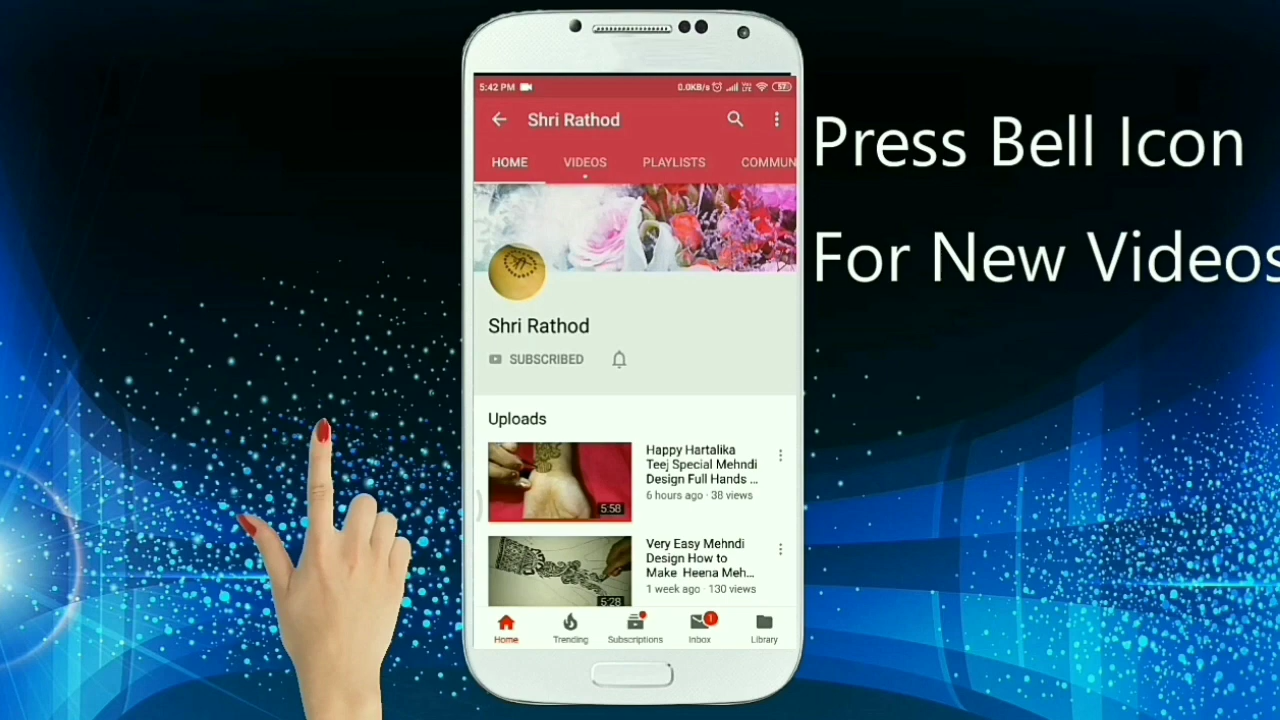 5:42 PM 0.0KB/s VoLTE 57
Shri Rathod
HOME VIDEOS PLAYLISTS COMMUN
Press Bell Icon
For New Videos
Shri Rathod
SUBSCRIBED
Uploads
Happy Hartalika
Teej Special Mehndi
Design Full Hands ...
6 hours ago · 38 views
5:58
Very Easy Mehndi
Design How to
Make Heena Meh...
1 week ago · 130 views
5:28
1
Home Trending Subscriptions Inbox Library